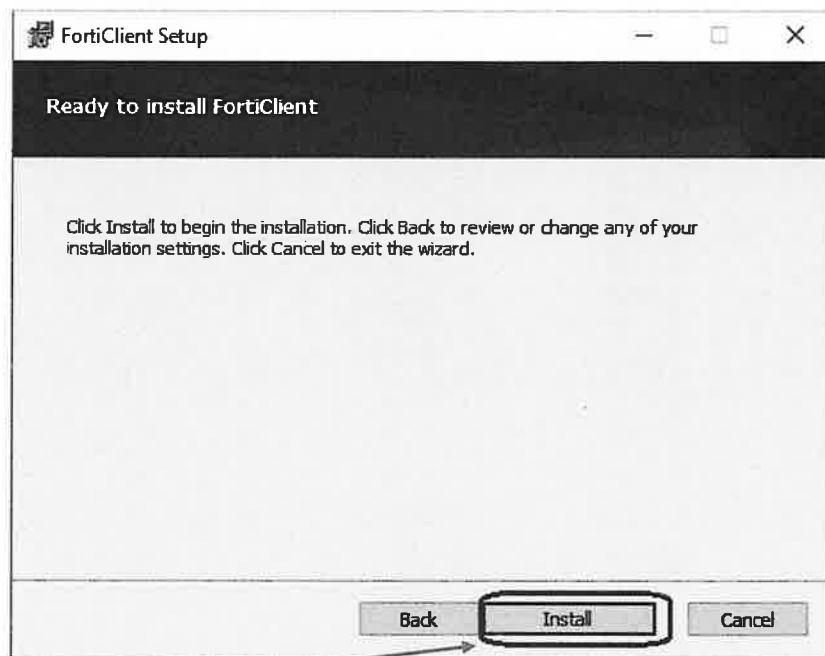 FortiClient Setup
Ready to install FortiClient
Click Install to begin the installation. Click Back to review or change any of your
installation settings. Click Cancel to exit the wizard.
Back
Install
Cancel